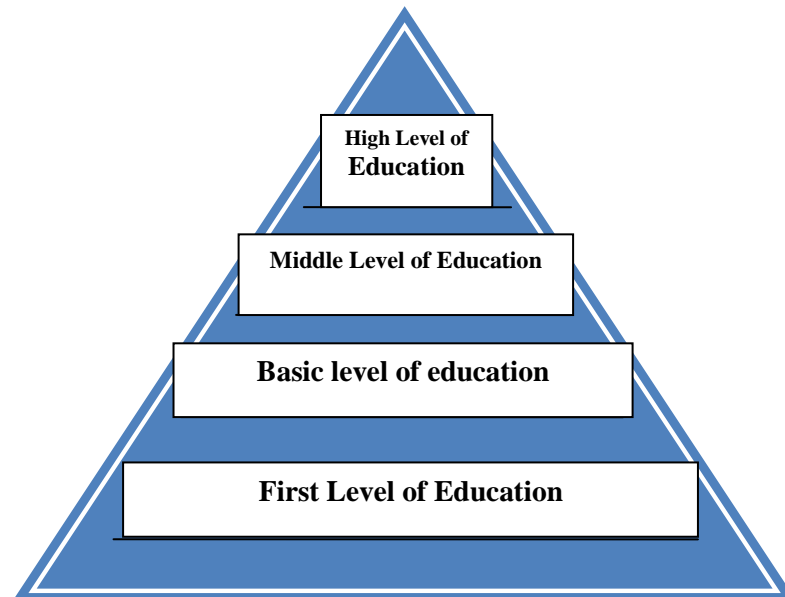 High Level of
Education
Middle Level of Education
Basic level of education
First Level of Education